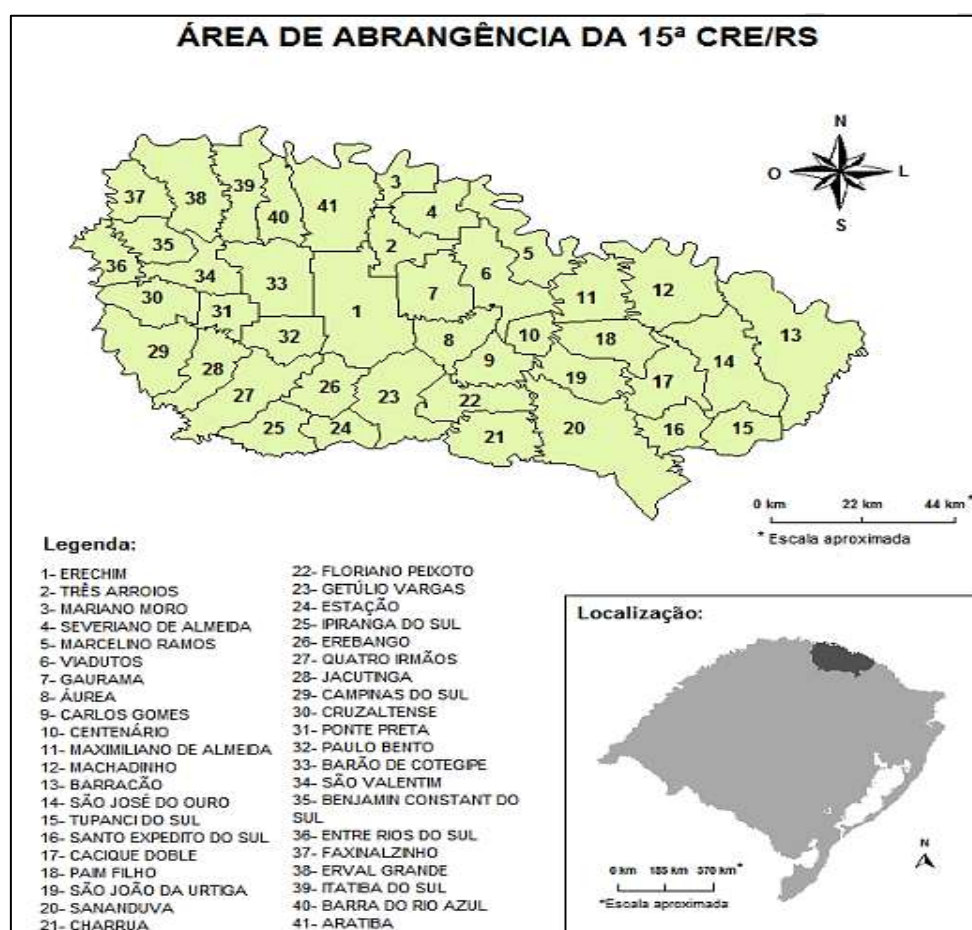 ÁREA DE ABRANGÊNCIA DA 15ª CRE/RS
N
O
L
S
37
38
39
40
41
3
4
2
35
36
34
33
5
6
7
11
12
13
30
31
1
32
8
10
18
9
14
29
28
27
26
23
22
19
17
25
24
21
20
16
15
0 km 22 km 44 km*
* Escala aproximada
Legenda:
1- ERECHIM
2- TRÊS ARROIOS
3- MARIANO MORO
4- SEVERIANO DE ALMEIDA
5- MARCELINO RAMOS
6- VIADUTOS
7- GAURAMA
8- ÁUREA
9- CARLOS GOMES
10- CENTENÁRIO
11- MAXIMILIANO DE ALMEIDA
12- MACHADINHO
13- BARRACÃO
14- SÃO JOSÉ DO OURO
15- TUPANCI DO SUL
16- SANTO EXPEDITO DO SUL
17- CACIQUE DOBLE
18- PAIM FILHO
19- SÃO JOÃO DA URTIGA
20- SANANDUVA
21- CHARRUA
22- FLORIANO PEIXOTO
23- GETÚLIO VARGAS
24- ESTAÇÃO
25- IPIRANGA DO SUL
26- EREBANGO
27- QUATRO IRMÃOS
28- JACUTINGA
29- CAMPINAS DO SUL
30- CRUZALTENSE
31- PONTE PRETA
32- PAULO BENTO
33- BARÃO DE COTEGIPE
34- SÃO VALENTIM
35- BENJAMIN CONSTANT DO
SUL
36- ENTRE RIOS DO SUL
37- FAXINALZINHO
38- ERVAL GRANDE
39- ITATIBA DO SUL
40- BARRA DO RIO AZUL
41- ARATIBA
Localização:
N
0 km 185 km 370 km*
*Escala aproximada